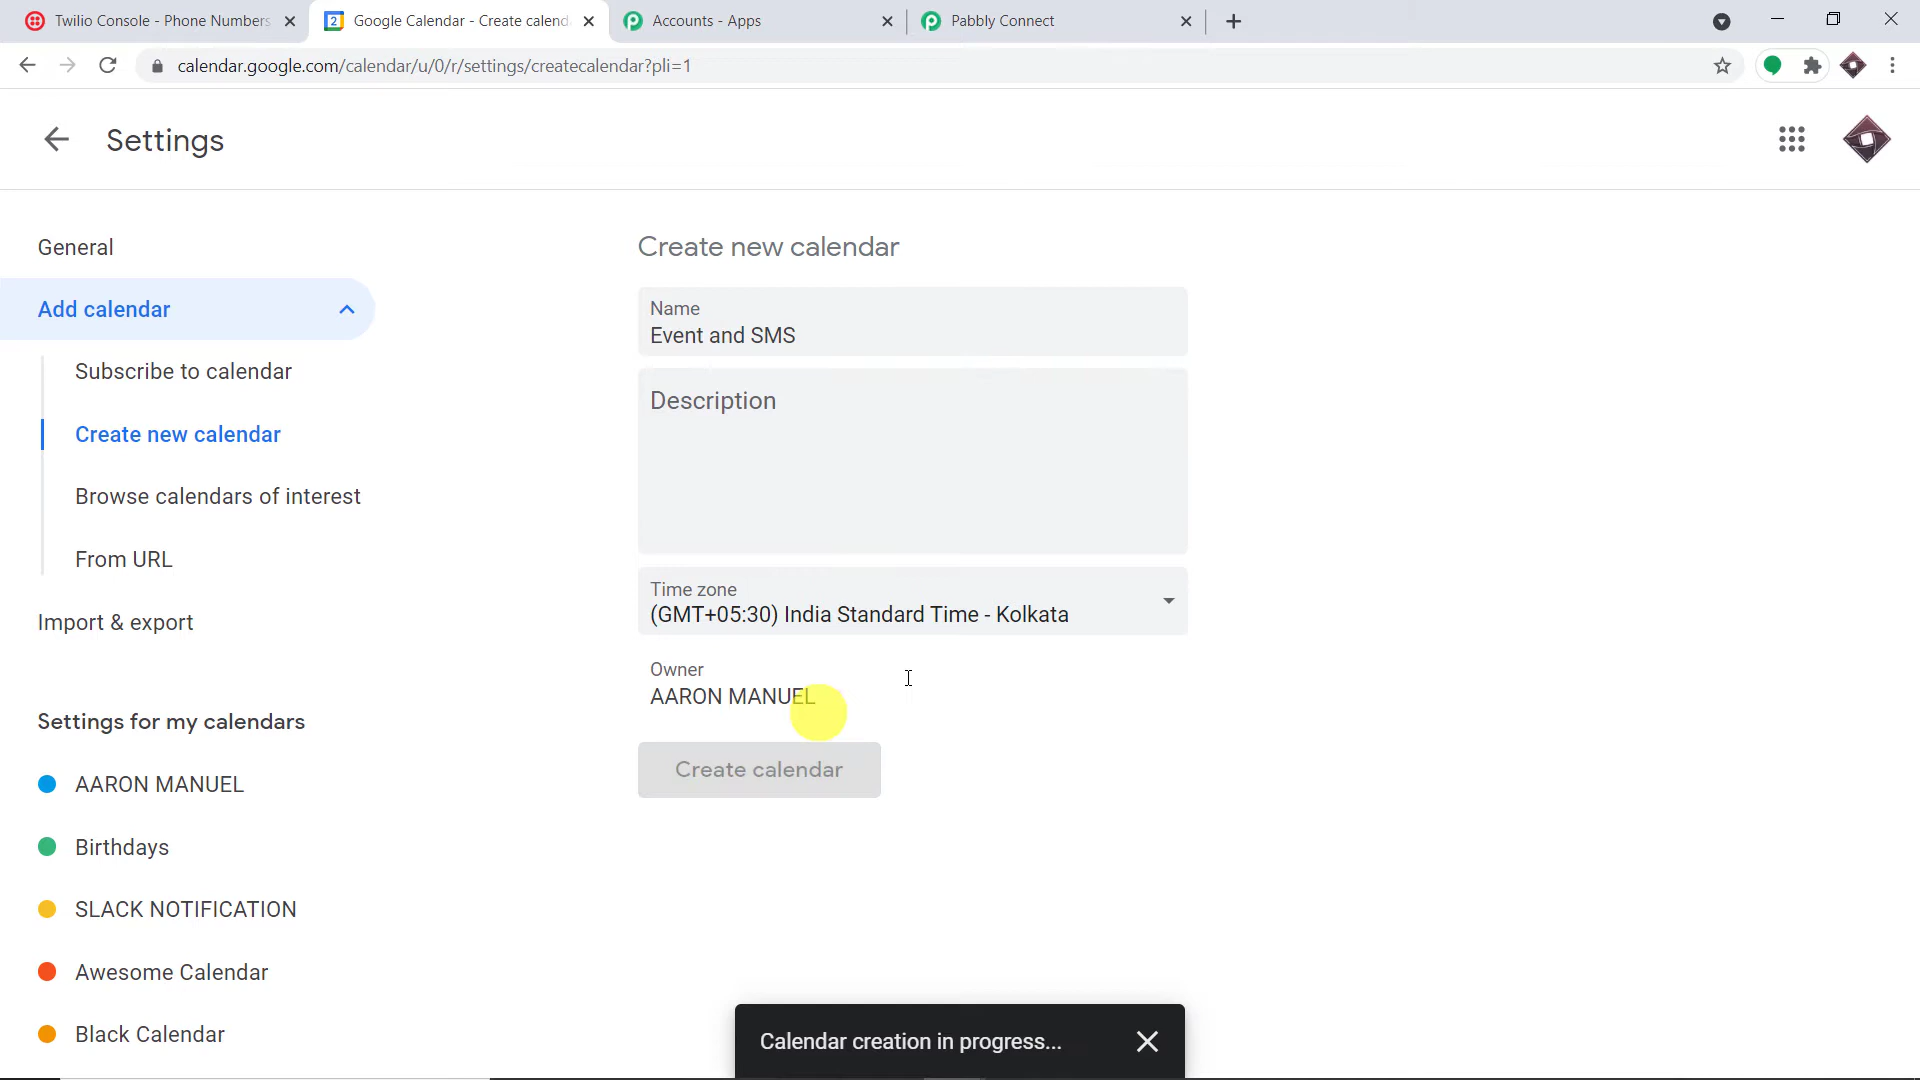 Twilio Console - Phone Numbers
Google Calendar - Create calend
Accounts - Apps
Pabbly Connect
calendar.google.com/calendar/u/0/r/settings/createcalendar?pli=1
Settings
General
Add calendar
Subscribe to calendar
Create new calendar
Browse calendars of interest
From URL
Import & export
Settings for my calendars
AARON MANUEL
Birthdays
SLACK NOTIFICATION
Awesome Calendar
Black Calendar
Create new calendar
Name
Event and SMS
Description
Time zone
(GMT+05:30) India Standard Time - Kolkata
Owner
AARON MANUEL
Create calendar
Calendar creation in progress...